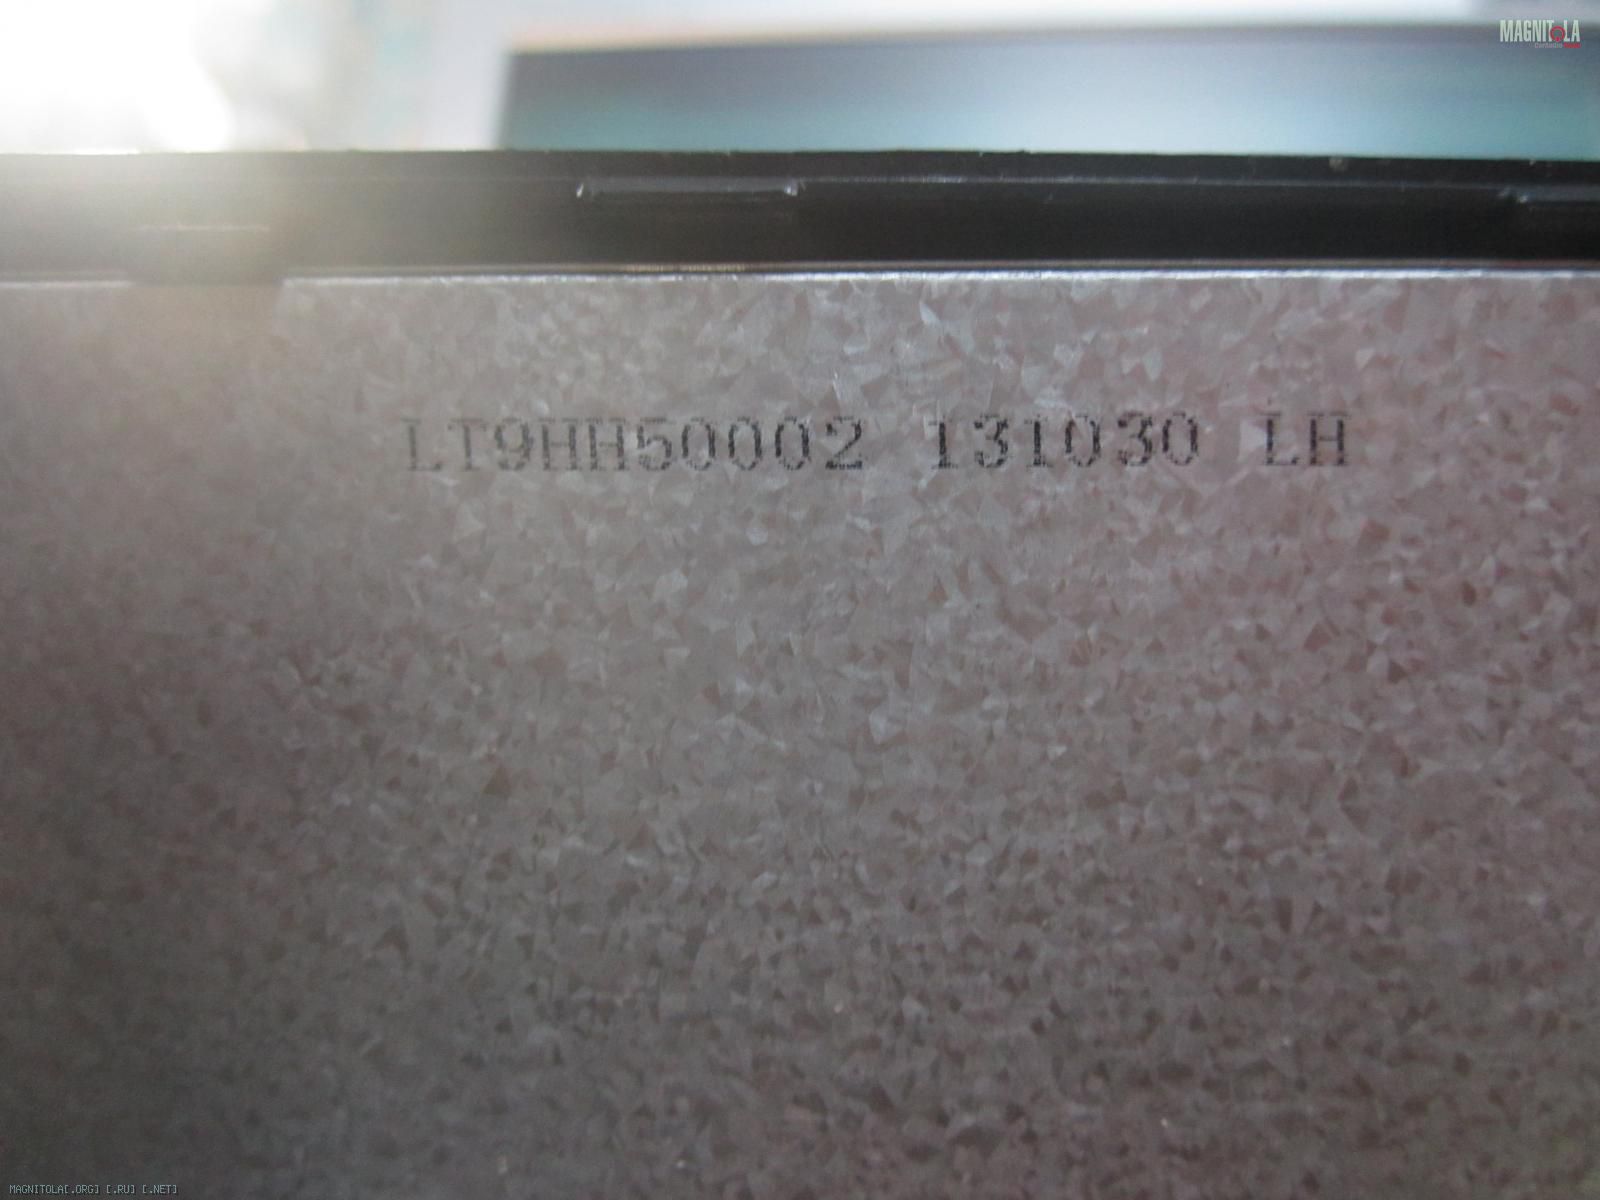 MAGNITOLA
LT9HH50002 131030 LH
MAGNITOLA[.ORG] [.RU] [.NET]